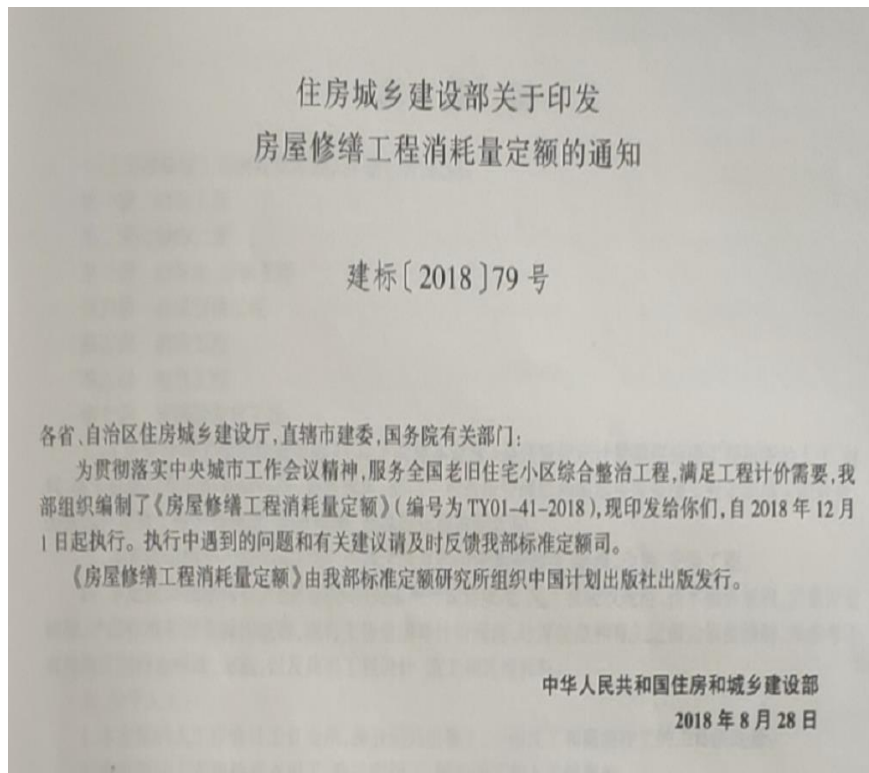 住房城乡建设部关于印发
房屋修缮工程消耗量定额的通知
建标〔2018〕79号
各省、自治区住房城乡建设厅,直辖市建委,国务院有关部门:
为贯彻落实中央城市工作会议精神,服务全国老旧住宅小区综合整治工程,满足工程计价需要,我
部组织编制了《房屋修缮工程消耗量定额》(编号为TY01-41-2018),现印发给你们,自2018年12月
1日起执行。执行中遇到的问题和有关建议请及时反馈我部标准定额司。
《房屋修缮工程消耗量定额》由我部标准定额研究所组织中国计划出版社出版发行。
中华人民共和国住房和城乡建设部
2018年8月28日